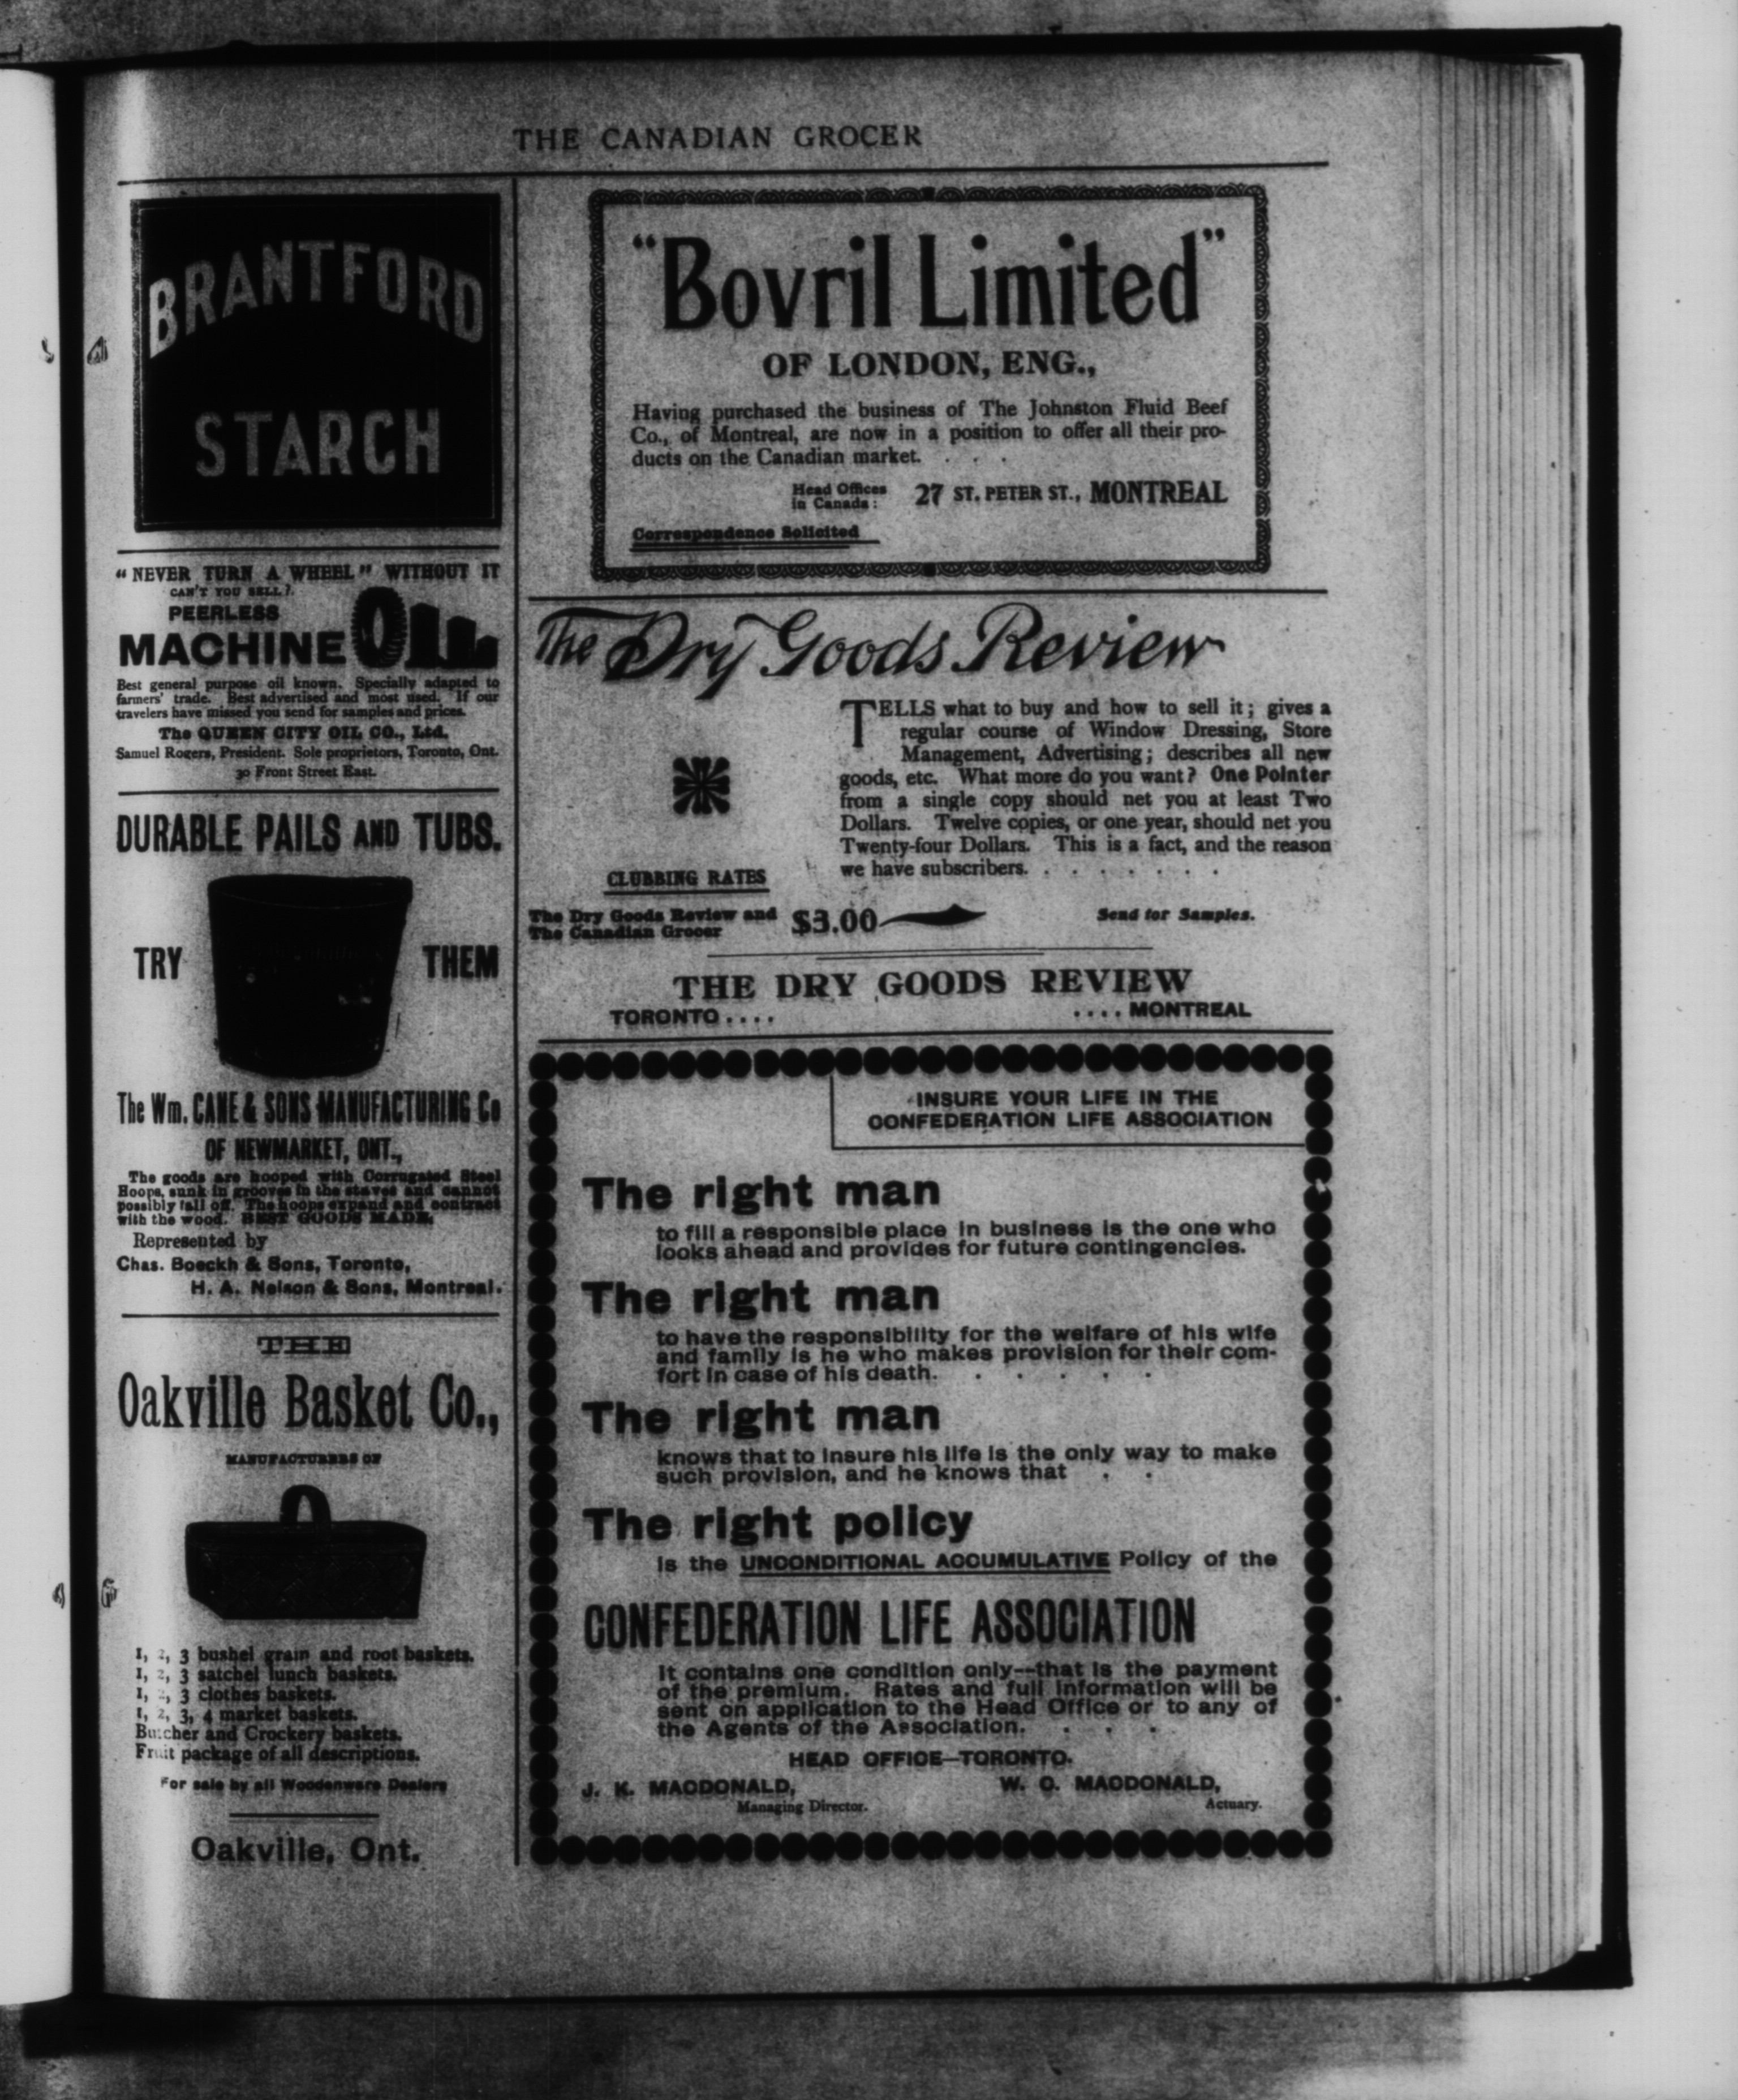 THE CANADIAN GROCER
BRANTFORD
STARCH
"NEVER TURN A WHEEL" WITHOUT IT
CAN'T YOU SELL?
PEERLESS
MACHINE OIL
Best general purpose oil known. Specially adapted to
farmers' trade. Best advertised and most used. If our
travelers have missed you send for samples and prices.
The QUEEN CITY OIL CO., Ltd.
Samuel Rogers, President. Sole proprietors, Toronto, Ont.
30 Front Street East.
DURABLE PAILS AND TUBS.
TRY THEM
The Wm. CANE & SONS MANUFACTURING Co
OF NEWMARKET, ONT.,
The goods are hooped with Corrugated Steel
Hoops, sunk in grooves in the staves and cannot
possibly fall off. The hoops expand and contract
with the wood. BEST GOODS MADE.
Represented by
Chas. Boeckh & Sons, Toronto,
H. A. Nelson & Sons, Montreal.
THE
Oakville Basket Co.,
MANUFACTURERS OF
1, 2, 3 bushel grain and root baskets.
1, 2, 3 satchel lunch baskets.
1, 2, 3 clothes baskets.
1, 2, 3, 4 market baskets.
Butcher and Crockery baskets.
Fruit package of all descriptions.
For sale by all Woodenware Dealers
Oakville, Ont.
"Bovril Limited"
OF LONDON, ENG.,
Having purchased the business of The Johnston Fluid Beef
Co., of Montreal, are now in a position to offer all their pro-
ducts on the Canadian market. . . .
Head Offices
in Canada: 27 ST. PETER ST., MONTREAL
Correspondence Solicited
The Dry Goods Review
TELLS what to buy and how to sell it; gives a
regular course of Window Dressing, Store
Management, Advertising; describes all new
goods, etc. What more do you want? One Pointer
from a single copy should net you at least Two
Dollars. Twelve copies, or one year, should net you
Twenty-four Dollars. This is a fact, and the reason
we have subscribers. . . . . . . .
CLUBBING RATES
The Dry Goods Review and
The Canadian Grocer $3.00
Send for Samples.
THE DRY GOODS REVIEW
TORONTO . . . . . . . . MONTREAL
INSURE YOUR LIFE IN THE
CONFEDERATION LIFE ASSOCIATION
The right man
to fill a responsible place in business is the one who
looks ahead and provides for future contingencies.
The right man
to have the responsibility for the welfare of his wife
and family is he who makes provision for their com-
fort in case of his death. . . . . .
The right man
knows that to insure his life is the only way to make
such provision, and he knows that . .
The right policy
is the UNCONDITIONAL ACCUMULATIVE Policy of the
CONFEDERATION LIFE ASSOCIATION
It contains one condition only—that is the payment
of the premium. Rates and full information will be
sent on application to the Head Office or to any of
the Agents of the Association. . . .
HEAD OFFICE—TORONTO.
J. K. MACDONALD, W. C. MACDONALD,
Managing Director. Actuary.